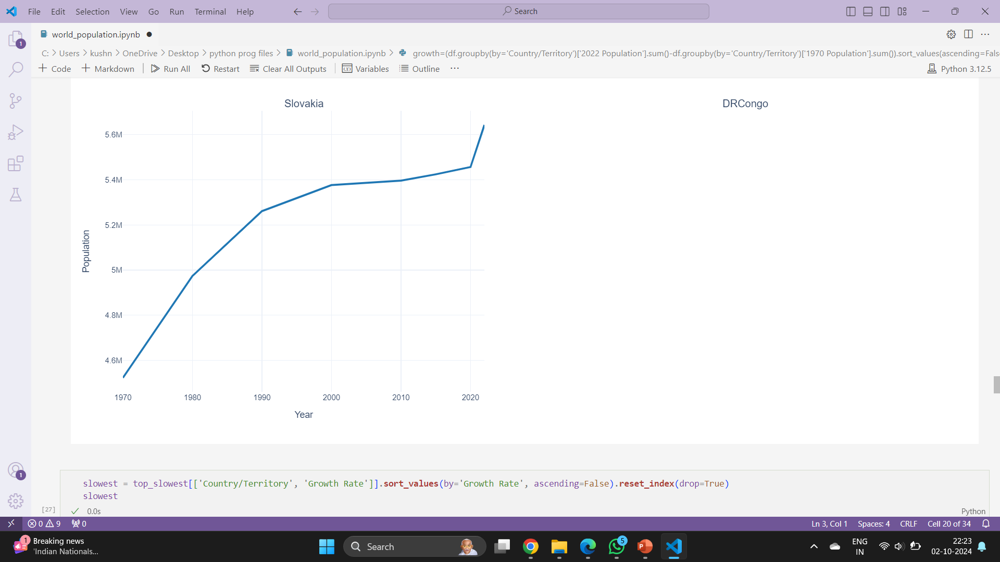 File Edit Selection View Go Run Terminal Help
Search
world_population.ipynb
C: > Users > kushn > OneDrive > Desktop > python prog files > world_population.ipynb > growth=(df.groupby(by='Country/Territory')['2022 Population'].sum()-df.groupby(by='Country/Territory')['1970 Population'].sum()).sort_values(ascending=Fals
+ Code + Markdown | Run All Restart Clear All Outputs | Variables Outline ...
Python 3.12.5
1
Slovakia
DRCongo
5.6M
5.4M
5.2M
5M
4.8M
4.6M
Population
1970 1980 1990 2000 2010 2020
Year
1
slowest = top_slowest[['Country/Territory', 'Growth Rate']].sort_values(by='Growth Rate', ascending=False).reset_index(drop=True)
slowest
[27]
0.0s
Python
0 9 0
Ln 3, Col 1 Spaces: 4 CRLF Cell 20 of 34
1
Breaking news
'Indian Nationals...
Search
5
ENG
IN
22:23
02-10-2024